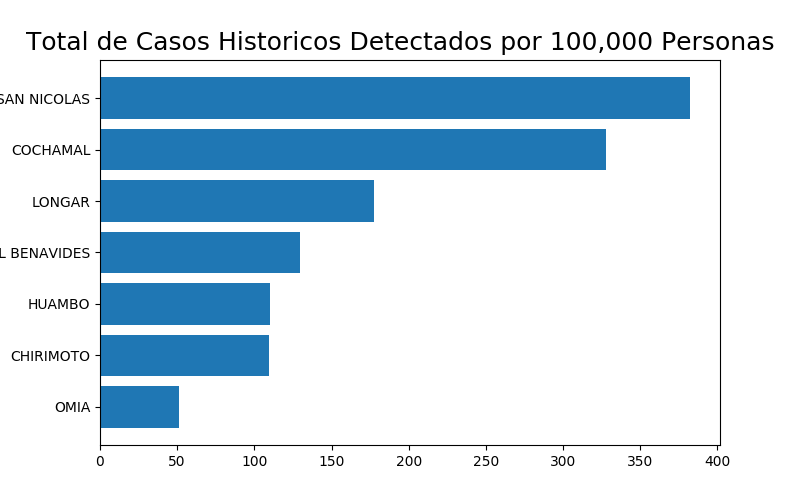 Total de Casos Historicos Detectados por 100,000 Personas
SAN NICOLAS
COCHAMAL
LONGAR
L BENAVIDES
HUAMBO
CHIRIMOTO
OMIA
0 50 100 150 200 250 300 350 400